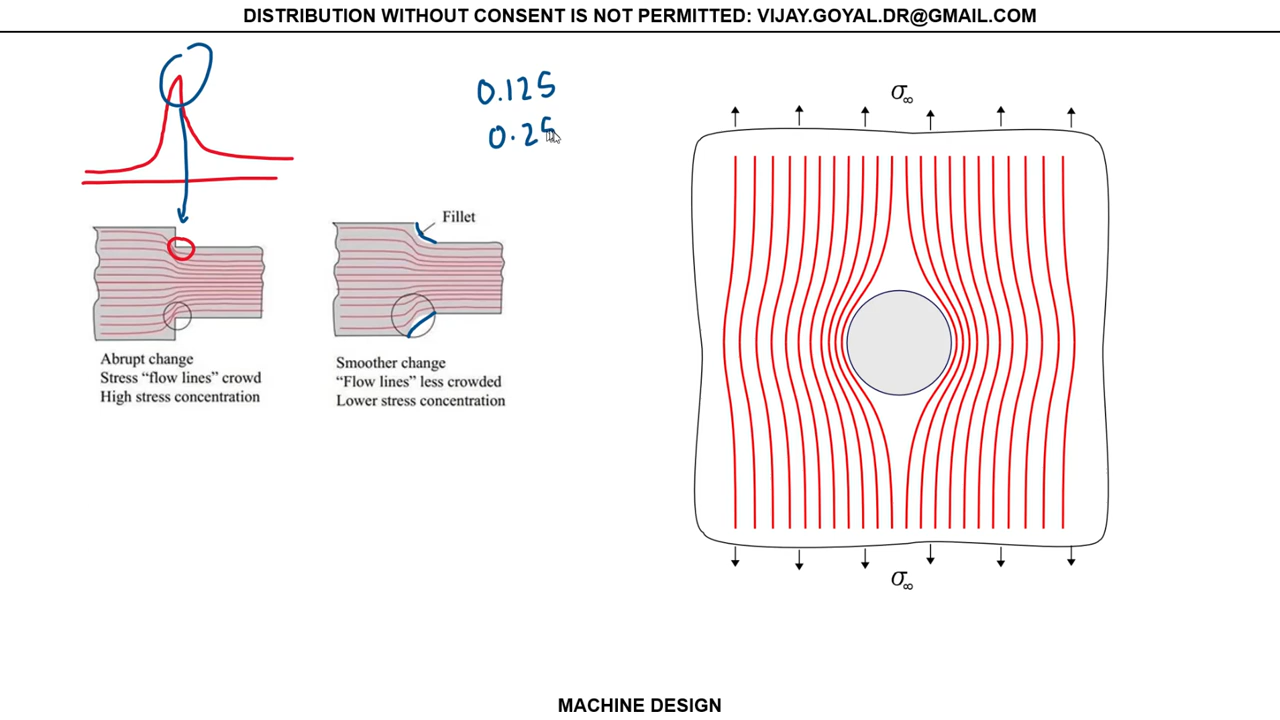 DISTRIBUTION WITHOUT CONSENT IS NOT PERMITTED: VIJAY.GOYAL.DR@GMAIL.COM
0.125
0.25
σ∞
Fillet
Abrupt change
Stress “flow lines” crowd
High stress concentration
Smoother change
“Flow lines” less crowded
Lower stress concentration
σ∞
MACHINE DESIGN